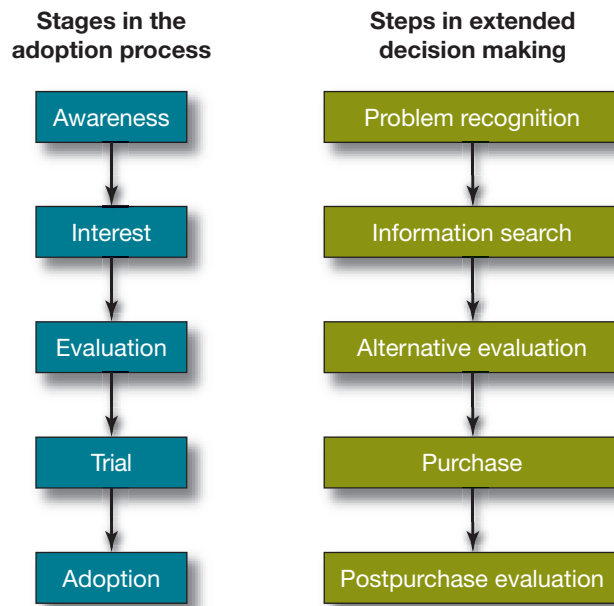 Stages in the
adoption process
Awareness
Interest
Evaluation
Trial
Adoption
Steps in extended
decision making
Problem recognition
Information search
Alternative evaluation
Purchase
Postpurchase evaluation